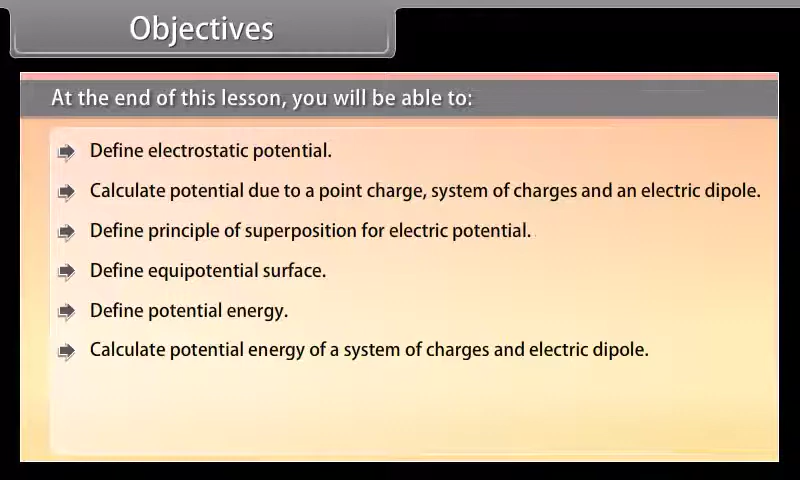 Objectives
At the end of this lesson, you will be able to:
Define electrostatic potential.
Calculate potential due to a point charge, system of charges and an electric dipole.
Define principle of superposition for electric potential.
Define equipotential surface.
Define potential energy.
Calculate potential energy of a system of charges and electric dipole.